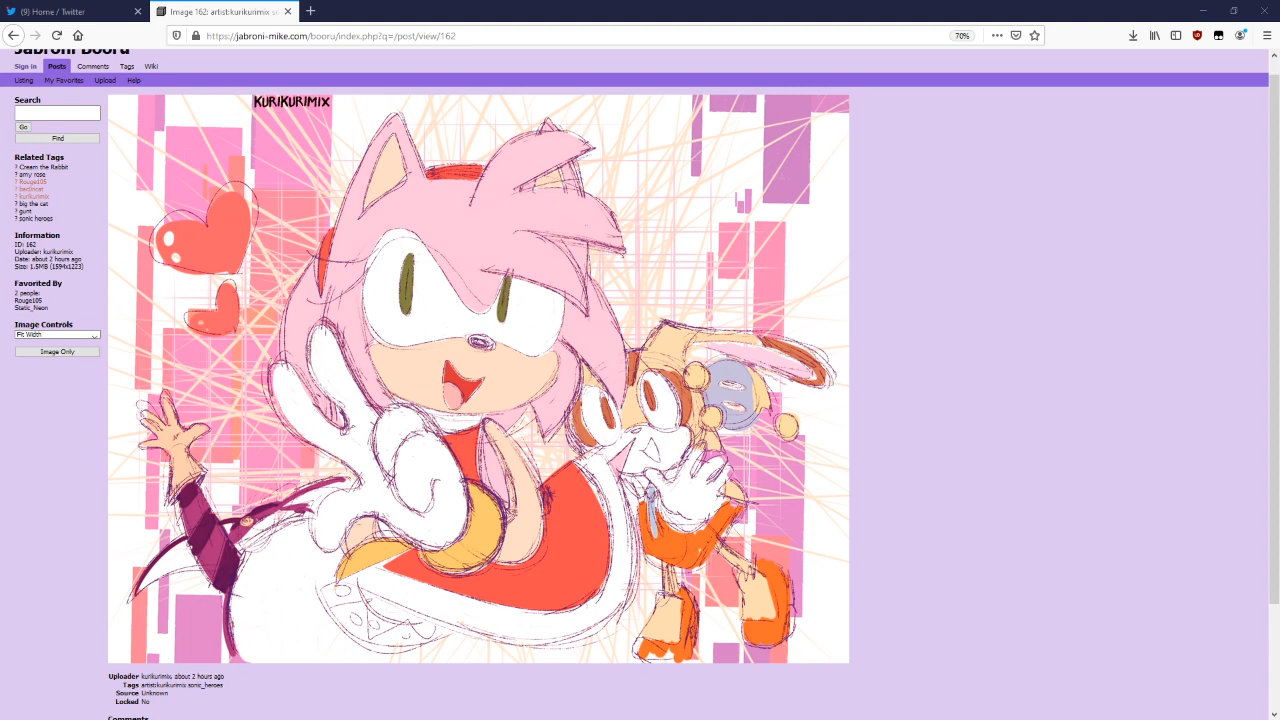 (9) Home / Twitter
Image 162: artist:kurikurimix so
https://jabroni-mike.com/booru/index.php?q=/post/view/162
70%
Jabroni Booru
Sign in
Posts
Comments
Tags
Wiki
Listing
My Favorites
Upload
Help
Search
Go
Find
Related Tags
? Cream the Rabbit
? amy rose
? Rouge105
? bac0ncat
? kurikurimix
? big the cat
? gunt
? sonic heroes
Information
ID: 162
Uploader: kurikurimix
Date: about 2 hours ago
Size: 1.5MB (1594x1223)
Favorited By
2 people:
Rouge105
Static_Neon
Image Controls
Fit Width
Image Only
KURIKURIMIX
Uploader kurikurimix, about 2 hours ago
Tags artist:kurikurimix sonic_heroes
Source Unknown
Locked No
Comments